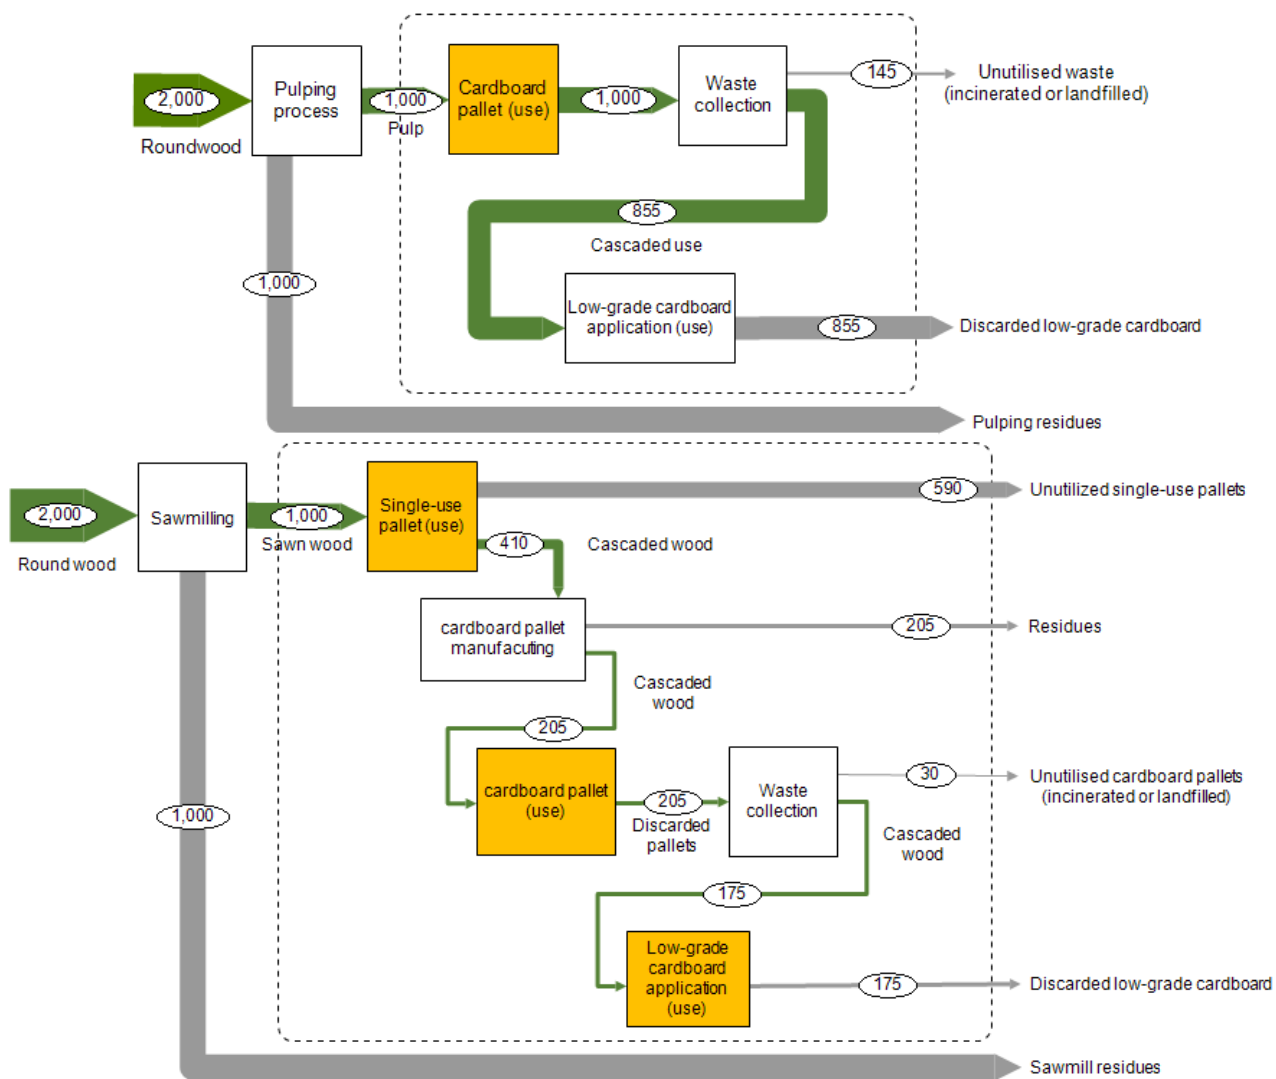 2,000
Roundwood
Pulping
process
1,000
Pulp
Cardboard
pallet (use)
1,000
Waste
collection
145
Unutilised waste
(incinerated or landfilled)
855
Cascaded use
1,000
Low-grade cardboard
application (use)
855
Discarded low-grade cardboard
Pulping residues
2,000
Round wood
Sawmilling
1,000
Sawn wood
Single-use
pallet (use)
590
Unutilized single-use pallets
410
Cascaded wood
cardboard pallet
manufacuting
205
Residues
Cascaded
wood
205
cardboard pallet
(use)
205
Discarded
pallets
Waste
collection
30
Unutilised cardboard pallets
(incinerated or landfilled)
1,000
Cascaded
wood
175
Low-grade
cardboard
application
(use)
175
Discarded low-grade cardboard
Sawmill residues